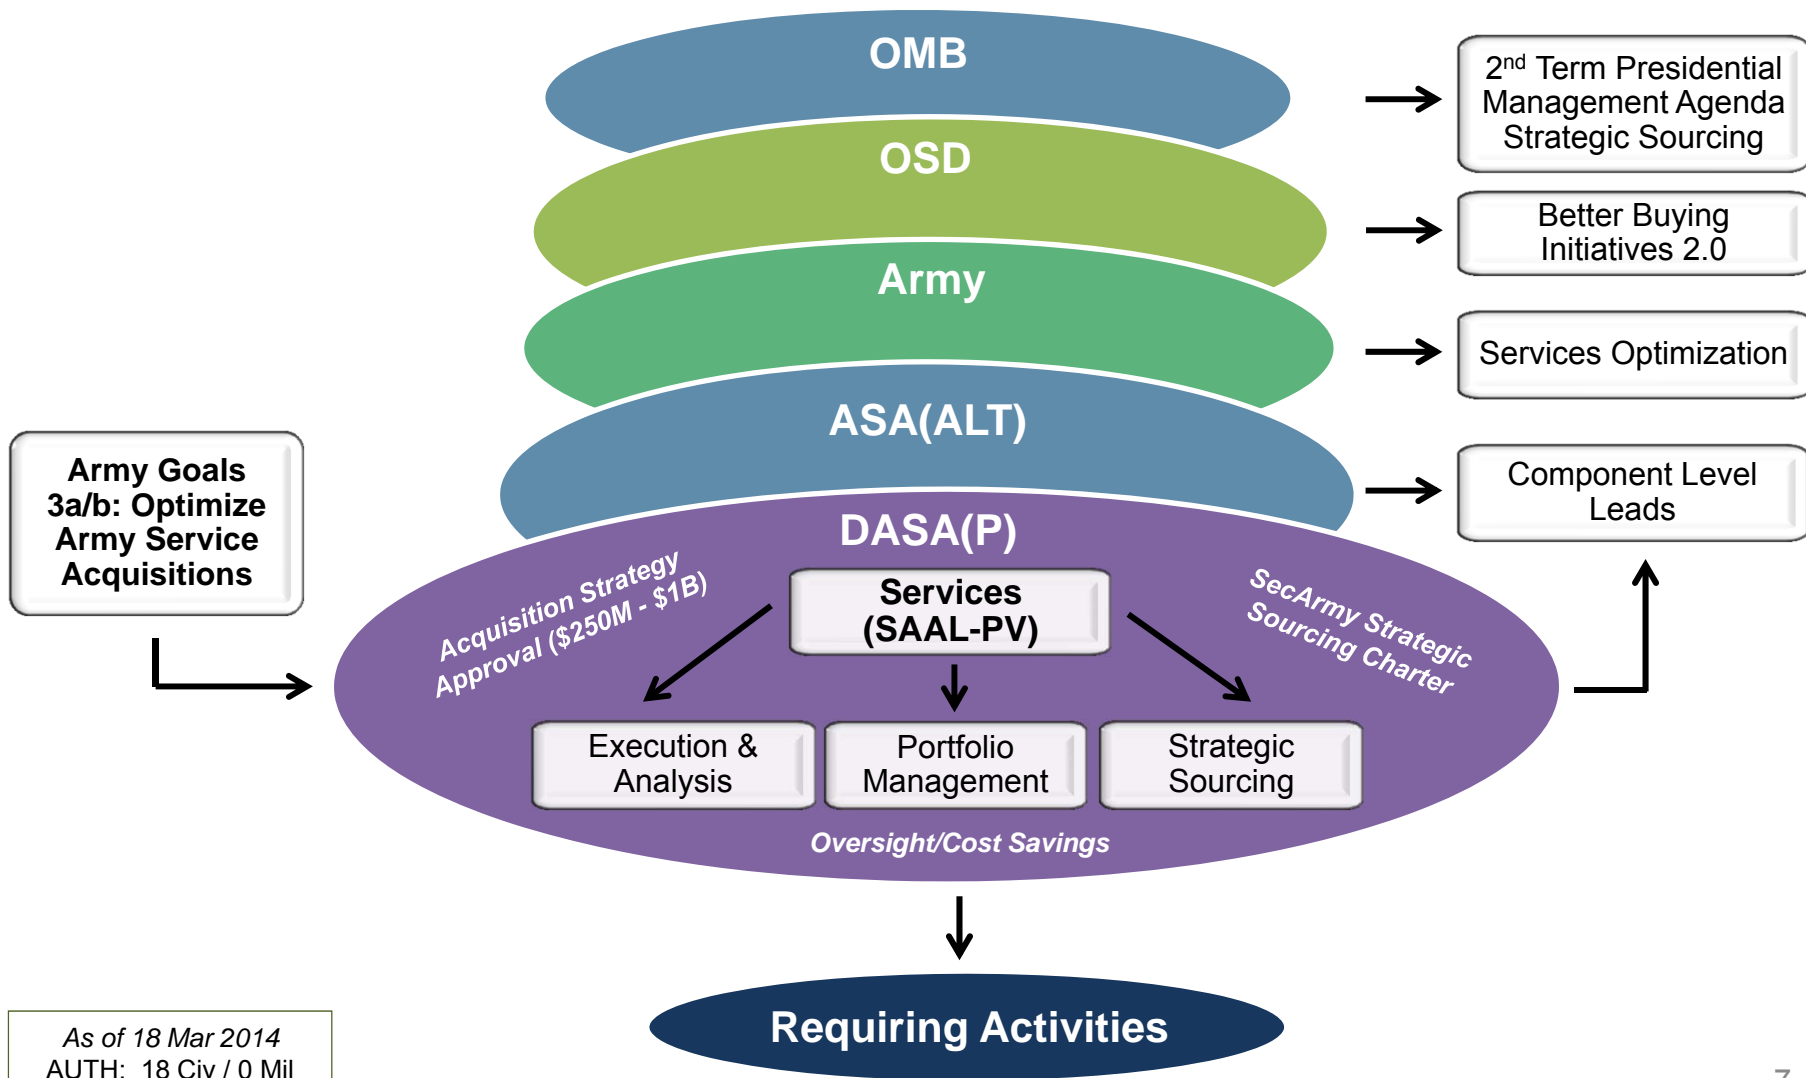 OMB
2nd Term Presidential
Management Agenda
Strategic Sourcing
OSD
Better Buying
Initiatives 2.0
Army
Services Optimization
ASA(ALT)
Component Level
Leads
Army Goals
3a/b: Optimize
Army Service
Acquisitions
DASA(P)
Acquisition Strategy
Approval ($250M - $1B)
Services
(SAAL-PV)
SecArmy Strategic
Sourcing Charter
Execution &
Analysis
Portfolio
Management
Strategic
Sourcing
Oversight/Cost Savings
Requiring Activities
As of 18 Mar 2014
AUTH: 18 Civ / 0 Mil
7